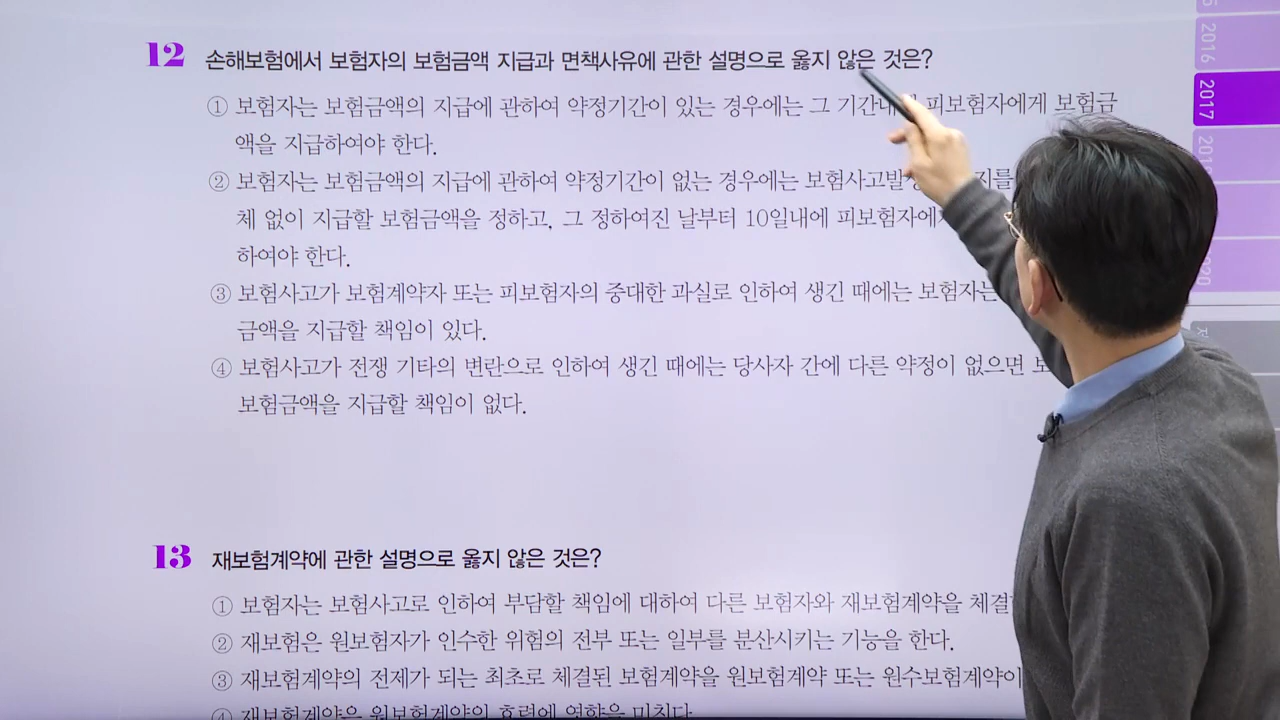 12 손해보험에서 보험자의 보험금액 지급과 면책사유에 관한 설명으로 옳지 않은 것은?
① 보험자는 보험금액의 지급에 관하여 약정기간이 있는 경우에는 그 피보험자에게 보험금
액을 지급하여야 한다.
② 보험자는 보험금액의 지급에 관하여 약정기간이 없는 경우에는
체 없이 지급할 보험금액을 정하고, 그 정하여진 날부터 10일내에
하여야 한다.
③ 보험사고가 보험계약자 또는 피보험자의 중대한 과실로 인하여 생긴 때에는 보험자는
금액을 지급할 책임이 있다.
④ 보험사고가 전쟁 기타의 변란으로 인하여 생긴 때에는 당사자 간에 다른 약정이 없으면
보험금액을 지급할 책임이 없다.
13 재보험계약에 관한 설명으로 옳지 않은 것은?
① 보험자는 보험사고로 인하여 부담할 책임에 대하여 다른 보험자와 재보험계약을
② 재보험은 원보험자가 인수한 위험의 전부 또는 일부를 분산시키는 기능을 한다.
③ 재보험계약의 전제가 되는 최초로 체결된 보험계약을 원보험계약 또는
④ 재보험계약은 원보험계약의 효력에 영향을 미친다.
2016
2017